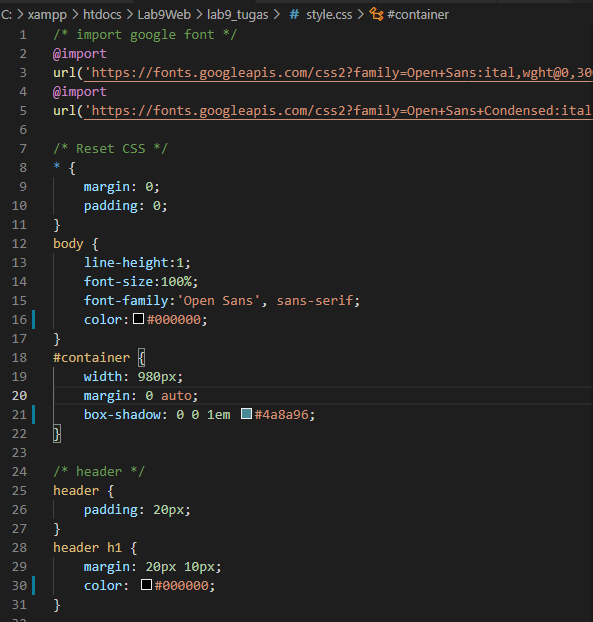 C: > xampp > htdocs > Lab9Web > lab9_tugas > # style.css > #container
1 /* import google font */
2 @import
3 url('https://fonts.googleapis.com/css2?family=Open+Sans:ital,wght@0,30
4 @import
5 url('https://fonts.googleapis.com/css2?family=Open+Sans+Condensed:ital
6
7 /* Reset CSS */
8 * {
9 margin: 0;
10 padding: 0;
11 }
12 body {
13 line-height:1;
14 font-size:100%;
15 font-family:'Open Sans', sans-serif;
16 color:#000000;
17 }
18 #container {
19 width: 980px;
20 margin: 0 auto;
21 box-shadow: 0 0 1em #4a8a96;
22 }
23
24 /* header */
25 header {
26 padding: 20px;
27 }
28 header h1 {
29 margin: 20px 10px;
30 color: #000000;
31 }